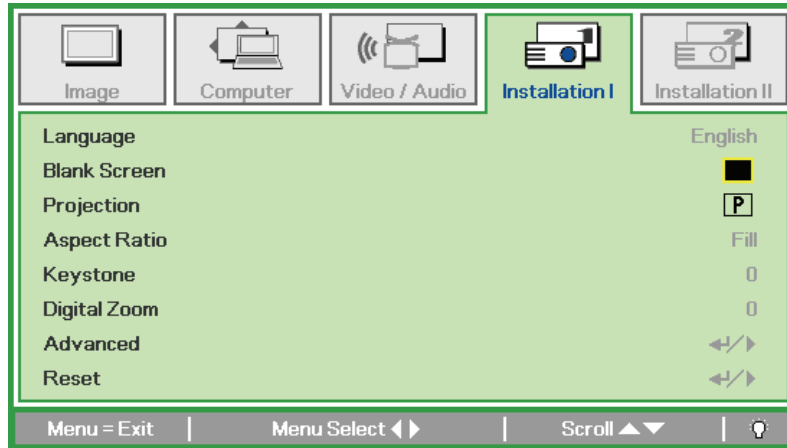 Image Computer Video / Audio Installation I Installation II
Language English
Blank Screen
Projection P
Aspect Ratio Fill
Keystone 0
Digital Zoom 0
Advanced
Reset
Menu = Exit | Menu Select | Scroll |